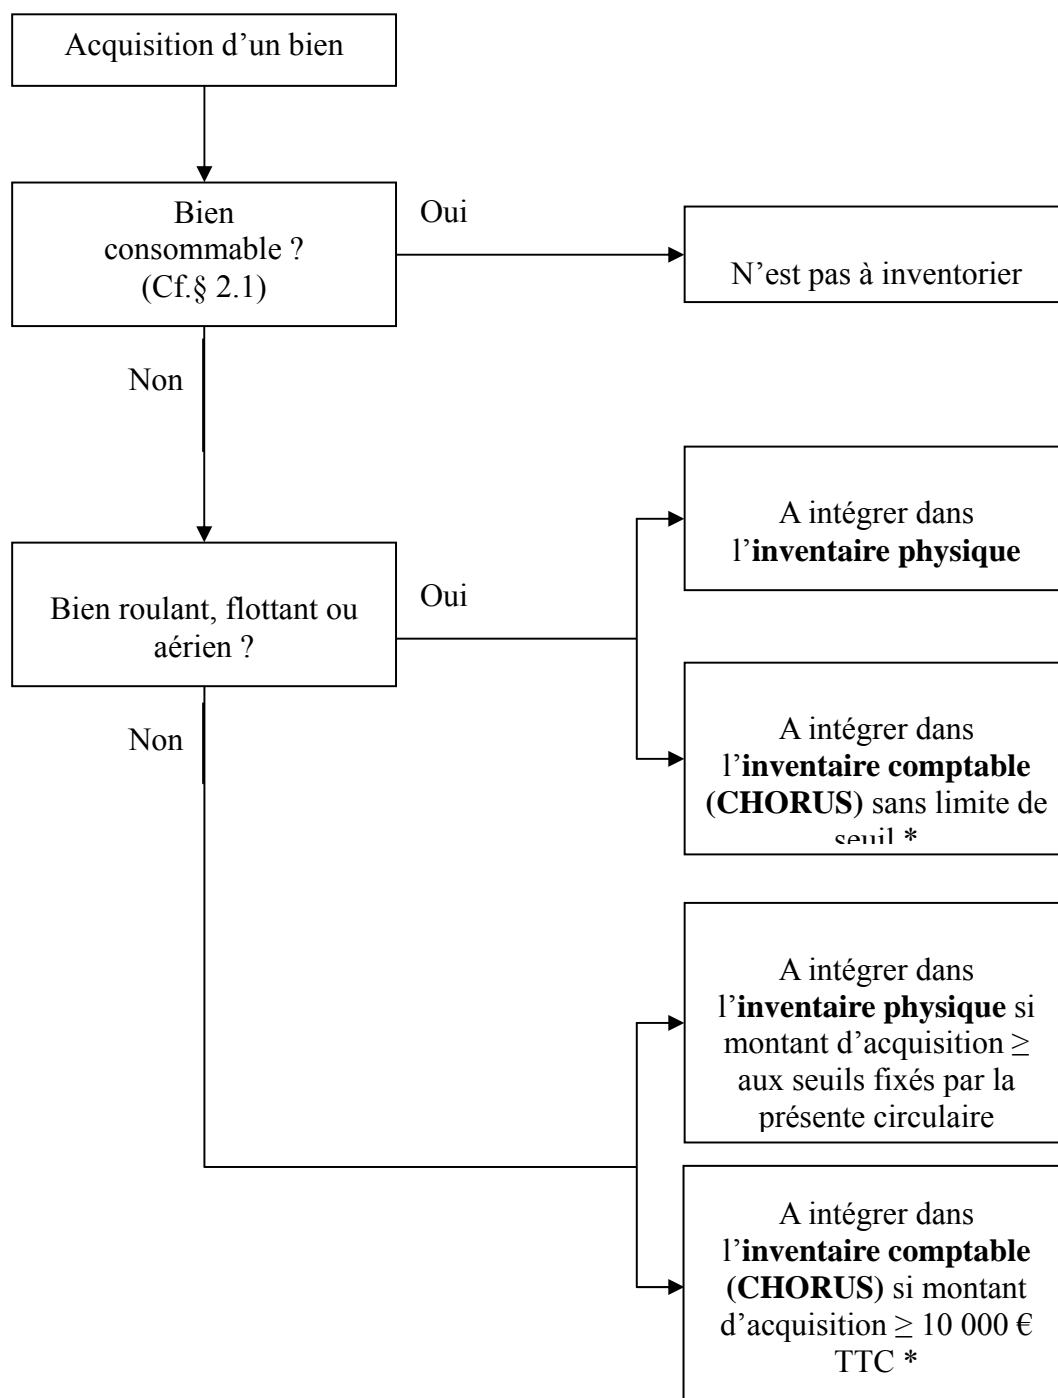 Acquisition d’un bien
Bien
consommable ?
(Cf.§ 2.1)
Oui
N’est pas à inventorier
Non
Bien roulant, flottant ou
aérien ?
Oui
A intégrer dans
l’inventaire physique
A intégrer dans
l’inventaire comptable
(CHORUS) sans limite de
seuil *
Non
A intégrer dans
l’inventaire physique si
montant d’acquisition ≥
aux seuils fixés par la
présente circulaire
A intégrer dans
l’inventaire comptable
(CHORUS) si montant
d’acquisition ≥ 10 000 €
TTC *